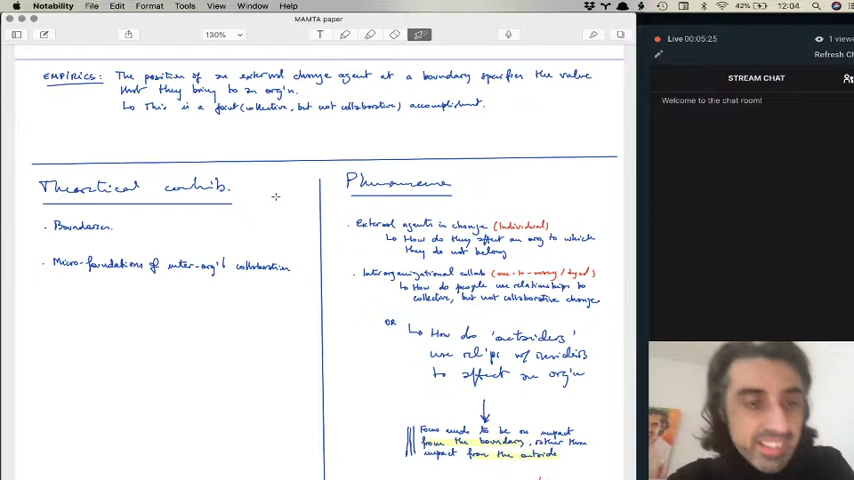 Notability File Edit Format Tools View Window Help 42% 12:04
MAMTA paper
130%
EMPIRICS: The position of an external change agent at a boundary specifies the value
that they bring to an org'n.
↳ This is a joint (collective, but not collaborative) accomplishment.
Theoretical contrib.
· Boundaries.
· Micro-foundations of inter-org'l collaboration
Phenomena
· External agents in change (Individual)
↳ How do they affect an org to which
they do not belong
· Interorganizational collab (one-to-many/dyad)
↳ How do people use relationships to
collective, but not collaborative change
OR ↳ How do 'outsiders'
use rel'ps w/ insiders
to affect an org'n
Focus needs to be on impact
from the boundary, rather than
impact from the outside
Live 00:05:25
1 viewe
Refresh C
STREAM CHAT
Welcome to the chat room!